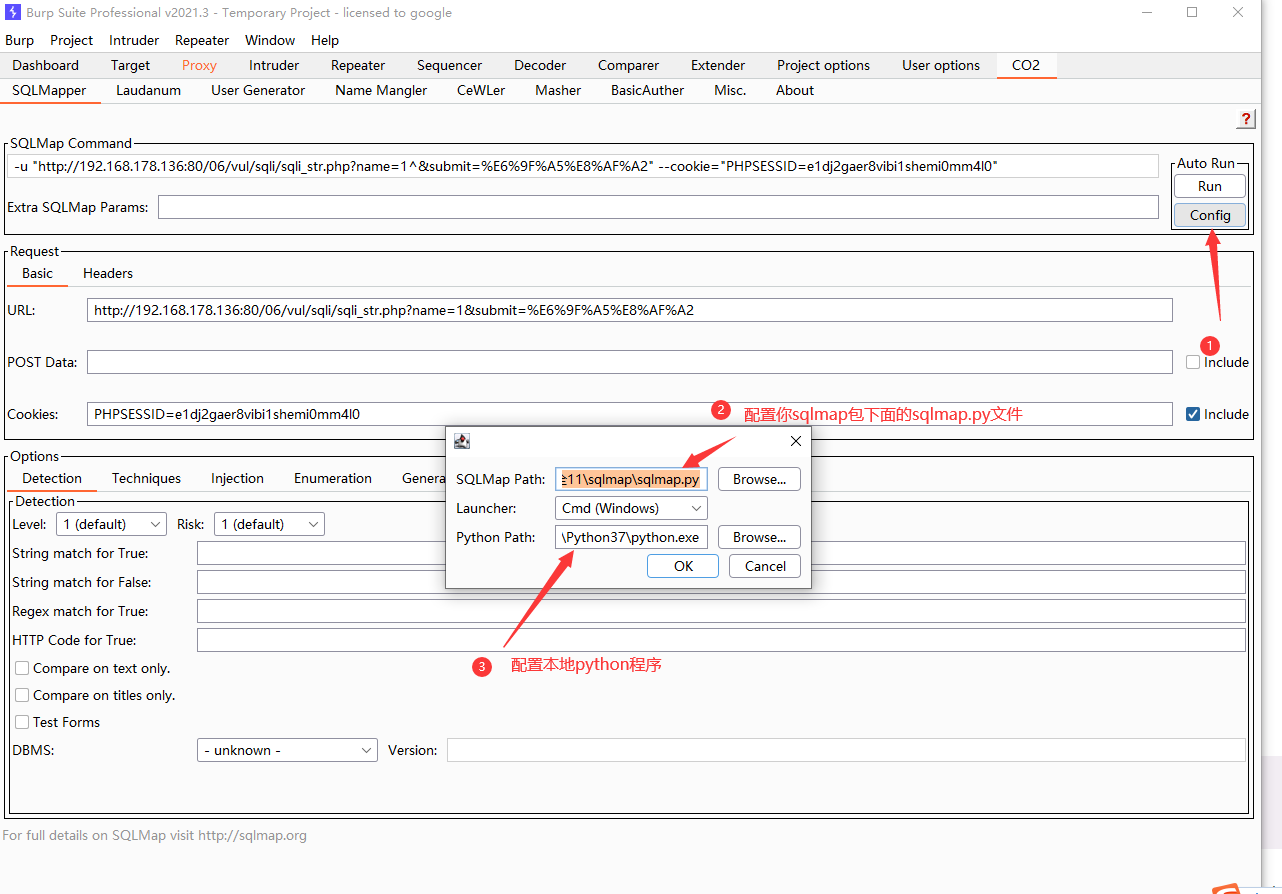 Burp Suite Professional v2021.3 - Temporary Project - licensed to google
Burp Project Intruder Repeater Window Help
Dashboard Target Proxy Intruder Repeater Sequencer Decoder Comparer Extender Project options User options CO2
SQLMapper Laudanum User Generator Name Mangler CeWLer Masher BasicAuther Misc. About
?
SQLMap Command
-u "http://192.168.178.136:80/06/vul/sqli/sqli_str.php?name=1^&submit=%E6%9F%A5%E8%AF%A2" --cookie="PHPSESSID=e1dj2gaer8vibi1shemi0mm4l0"
Auto Run
Run
Extra SQLMap Params:
Config
Request
Basic Headers
URL: http://192.168.178.136:80/06/vul/sqli/sqli_str.php?name=1&submit=%E6%9F%A5%E8%AF%A2
1
POST Data: Include
Cookies: PHPSESSID=e1dj2gaer8vibi1shemi0mm4l0 Include
2 配置你sqlmap包下面的sqlmap.py文件
Options
Detection Techniques Injection Enumeration Genera
SQLMap Path: 11\sqlmap\sqlmap.py Browse...
Launcher: Cmd (Windows)
Python Path: \Python37\python.exe Browse...
OK Cancel
Detection
Level: 1 (default) Risk: 1 (default)
String match for True:
String match for False:
Regex match for True:
HTTP Code for True:
3 配置本地python程序
Compare on text only.
Compare on titles only.
Test Forms
DBMS: - unknown - Version:
For full details on SQLMap visit http://sqlmap.org